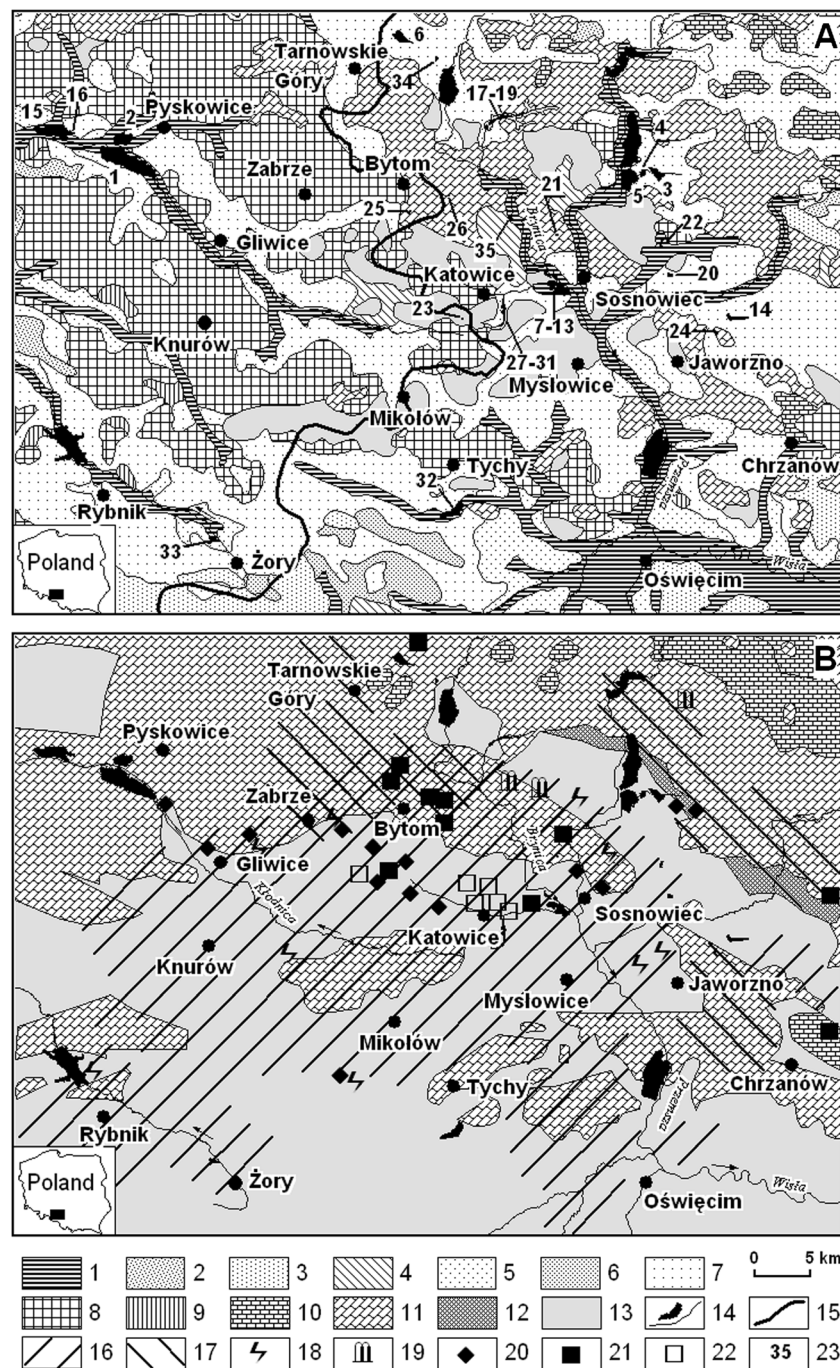 A
Tarnowskie
Góry
6
34
17-19
15
16
2
Pyskowice
1
4
Zabrze
Bytom
21
3
5
25
26
35
Brynica
22
Gliwice
Katowice
20
Sosnowiec
23
7-13
14
24
Knurów
27-31
Jaworzno
Mysłowice
Mikołów
Chrzanów
Tychy
32
Przemsza
Rybnik
33
Żory
Wisła
Oświęcim
Poland
B
Tarnowskie
Góry
Pyskowice
Zabrze
Bytom
Brynica
Gliwice
Kłodnica
Sosnowiec
Katowice
Knurów
Mysłowice
Jaworzno
Mikołów
Tychy
Chrzanów
Przemsza
Rybnik
Żory
Wisła
Oświęcim
Poland
1 2 3 4 5 6 7 0 5 km
8 9 10 11 12 13 14 15
16 17 18 19 20 21 22 35 23